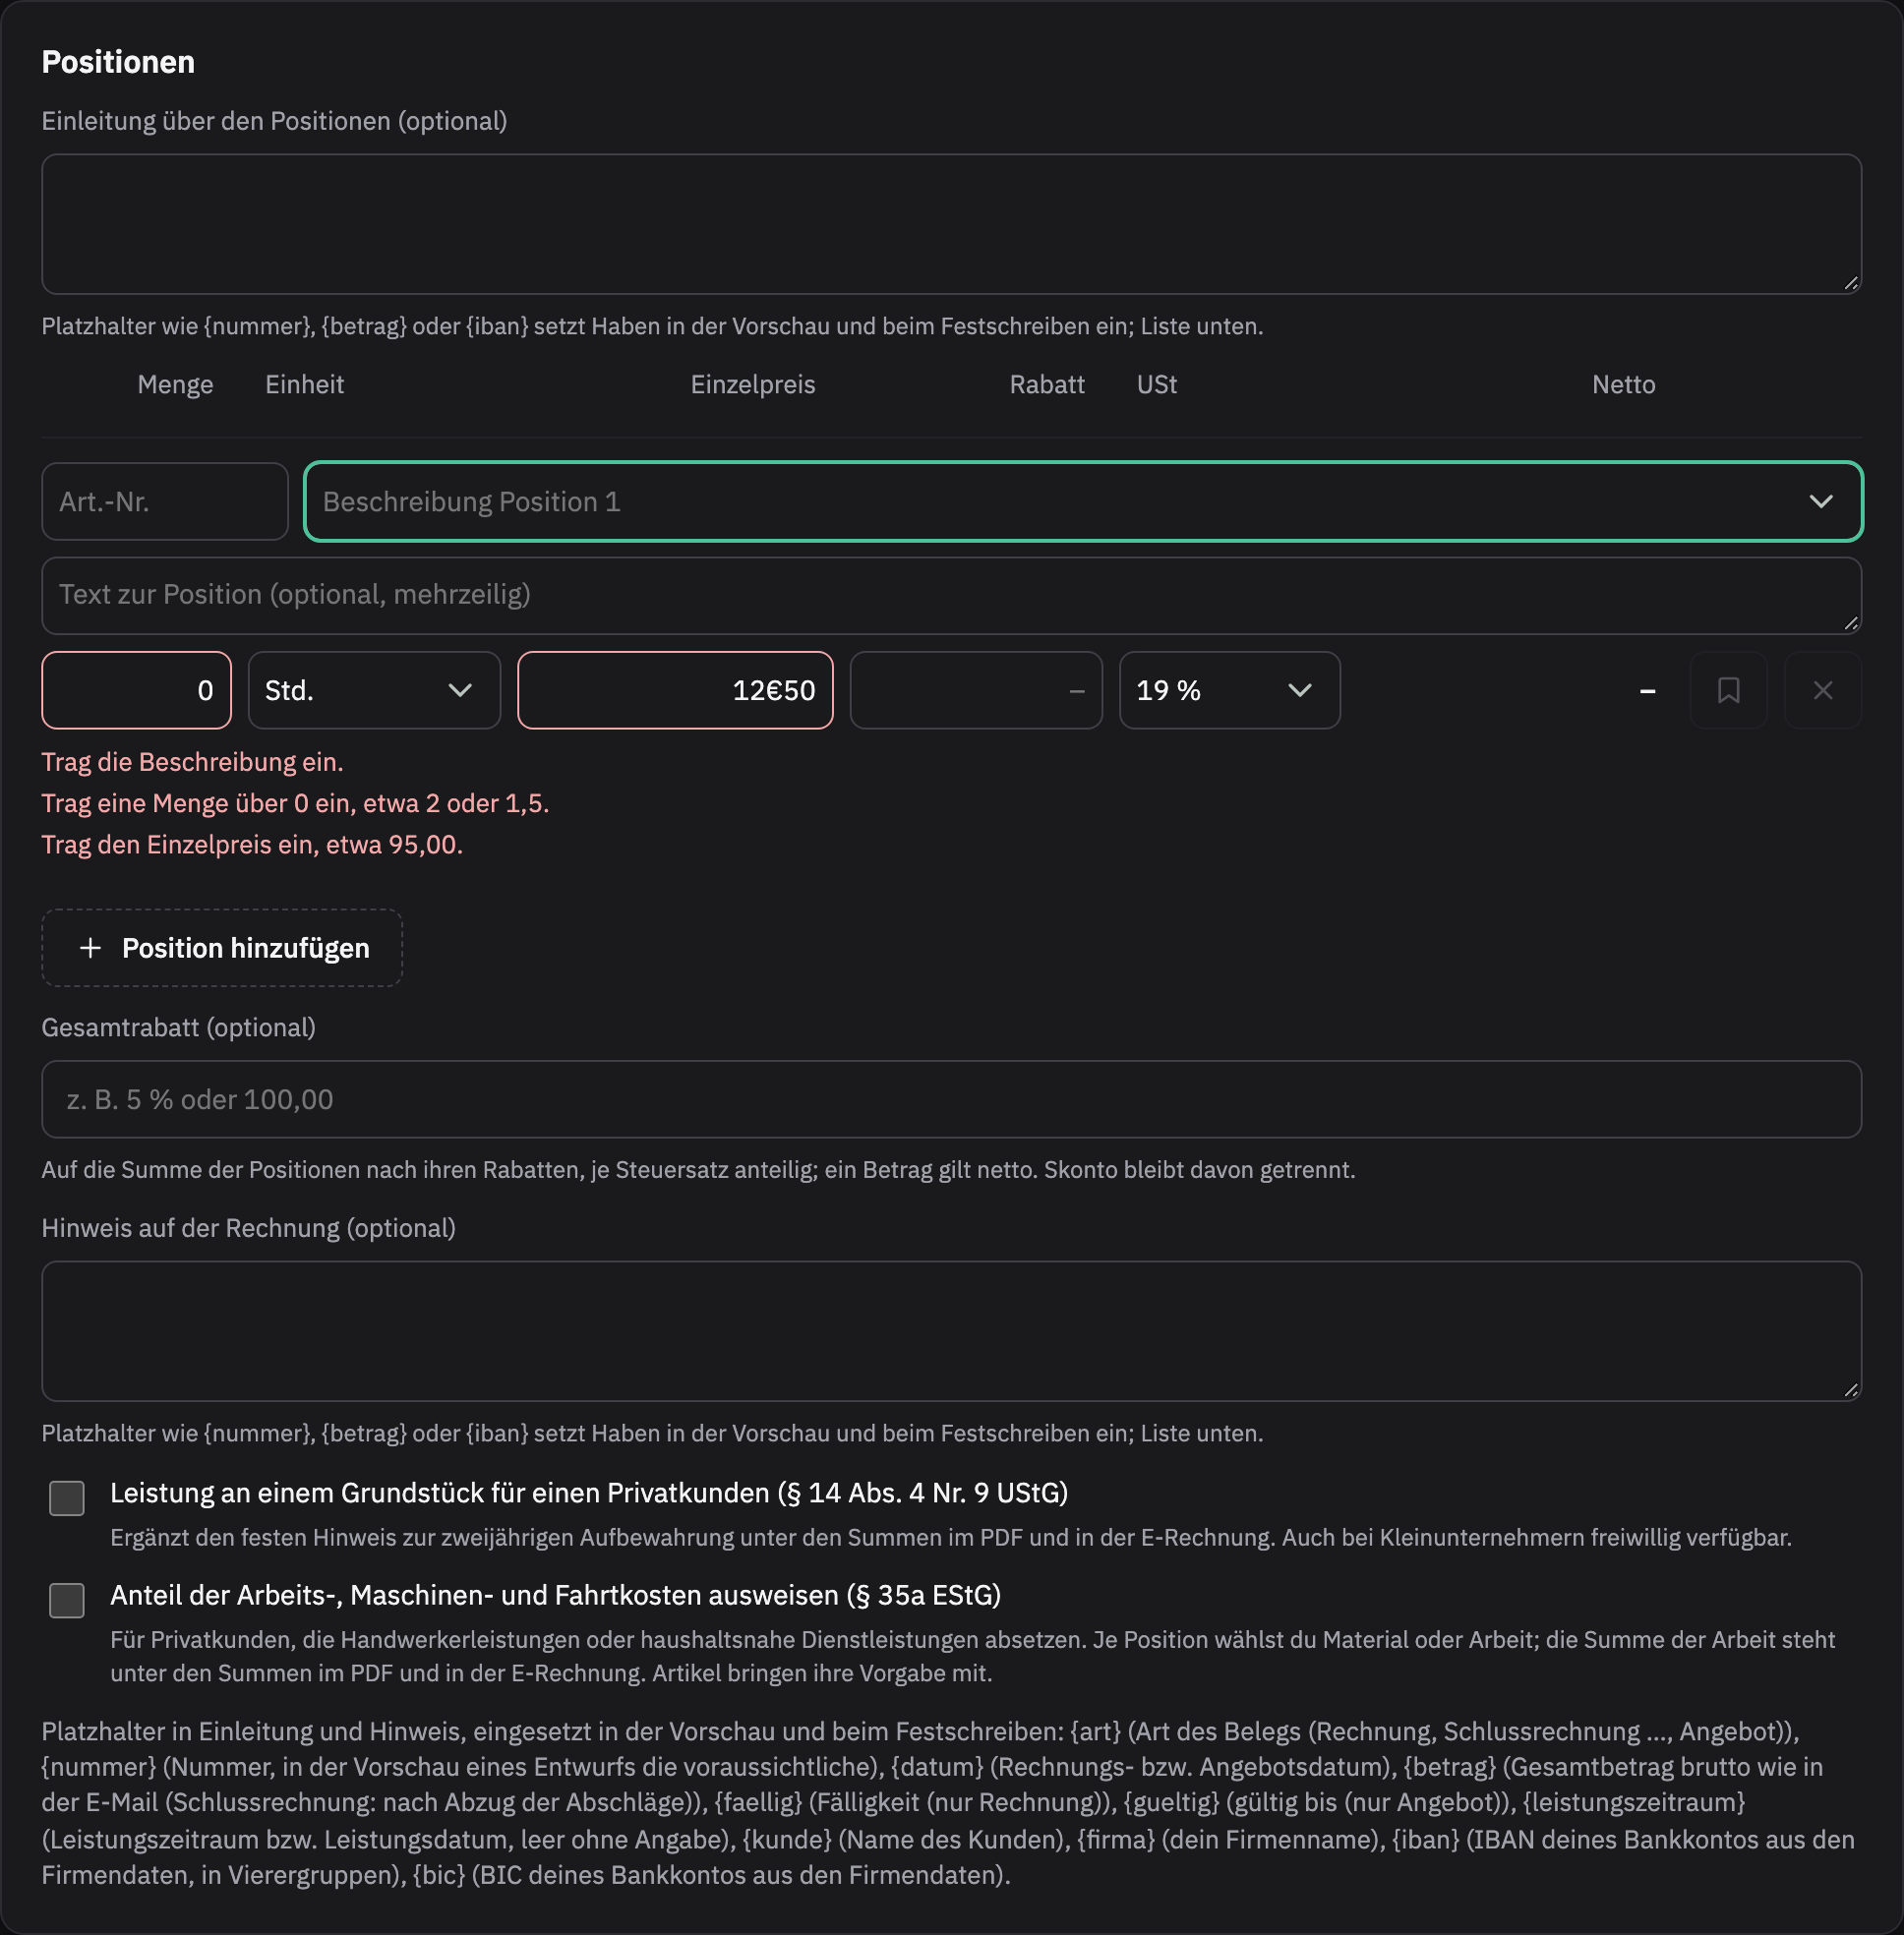 Positionen
Einleitung über den Positionen (optional)
Platzhalter wie {nummer}, {betrag} oder {iban} setzt Haben in der Vorschau und beim Festschreiben ein; Liste unten.
Menge Einheit Einzelpreis Rabatt USt Netto
Art.-Nr. Beschreibung Position 1
Text zur Position (optional, mehrzeilig)
0 Std. 12€50 – 19 % –
Trag die Beschreibung ein.
Trag eine Menge über 0 ein, etwa 2 oder 1,5.
Trag den Einzelpreis ein, etwa 95,00.
+ Position hinzufügen
Gesamtrabatt (optional)
z. B. 5 % oder 100,00
Auf die Summe der Positionen nach ihren Rabatten, je Steuersatz anteilig; ein Betrag gilt netto. Skonto bleibt davon getrennt.
Hinweis auf der Rechnung (optional)
Platzhalter wie {nummer}, {betrag} oder {iban} setzt Haben in der Vorschau und beim Festschreiben ein; Liste unten.
Leistung an einem Grundstück für einen Privatkunden (§ 14 Abs. 4 Nr. 9 UStG)
Ergänzt den festen Hinweis zur zweijährigen Aufbewahrung unter den Summen im PDF und in der E-Rechnung. Auch bei Kleinunternehmern freiwillig verfügbar.
Anteil der Arbeits-, Maschinen- und Fahrtkosten ausweisen (§ 35a EStG)
Für Privatkunden, die Handwerkerleistungen oder haushaltsnahe Dienstleistungen absetzen. Je Position wählst du Material oder Arbeit; die Summe der Arbeit steht
unter den Summen im PDF und in der E-Rechnung. Artikel bringen ihre Vorgabe mit.
Platzhalter in Einleitung und Hinweis, eingesetzt in der Vorschau und beim Festschreiben: {art} (Art des Belegs (Rechnung, Schlussrechnung …, Angebot)),
{nummer} (Nummer, in der Vorschau eines Entwurfs die voraussichtliche), {datum} (Rechnungs- bzw. Angebotsdatum), {betrag} (Gesamtbetrag brutto wie in
der E-Mail (Schlussrechnung: nach Abzug der Abschläge)), {faellig} (Fälligkeit (nur Rechnung)), {gueltig} (gültig bis (nur Angebot)), {leistungszeitraum}
(Leistungszeitraum bzw. Leistungsdatum, leer ohne Angabe), {kunde} (Name des Kunden), {firma} (dein Firmenname), {iban} (IBAN deines Bankkontos aus den
Firmendaten, in Vierergruppen), {bic} (BIC deines Bankkontos aus den Firmendaten).